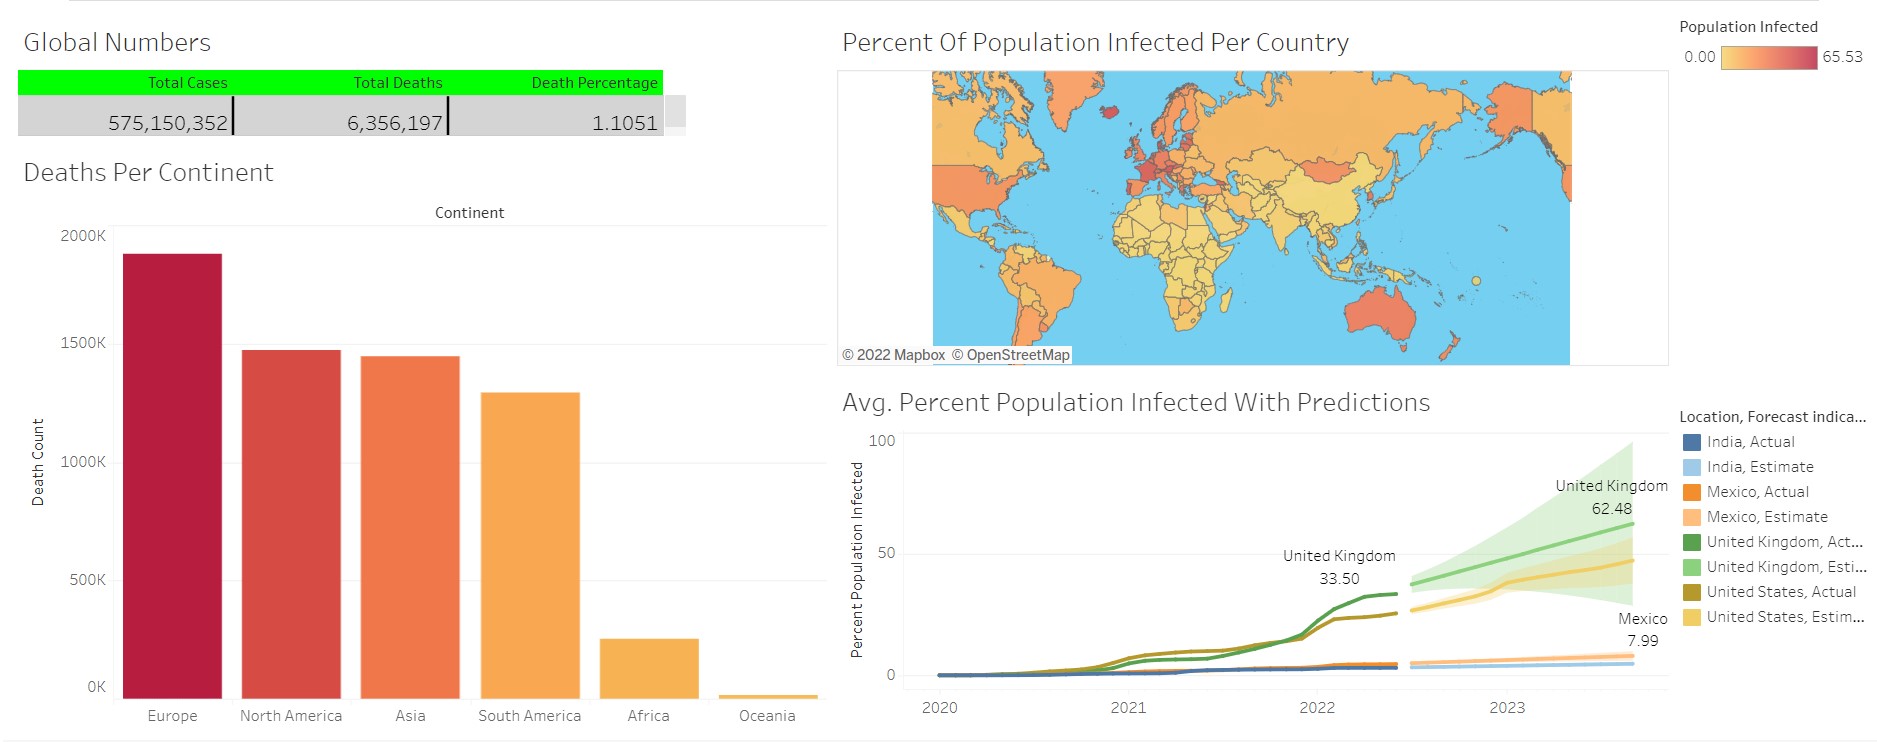 Global Numbers
Total Cases Total Deaths Death Percentage
575,150,352 6,356,197 1.1051
Deaths Per Continent
Continent
Death Count
2000K
1500K
1000K
500K
0K
Europe North America Asia South America Africa Oceania
Percent Of Population Infected Per Country
© 2022 Mapbox © OpenStreetMap
Population Infected
0.00 65.53
Avg. Percent Population Infected With Predictions
Percent Population Infected
100
50
0
United Kingdom
33.50
United Kingdom
62.48
Mexico
7.99
2020 2021 2022 2023
Location, Forecast indica...
India, Actual
India, Estimate
Mexico, Actual
Mexico, Estimate
United Kingdom, Act...
United Kingdom, Esti...
United States, Actual
United States, Estim...